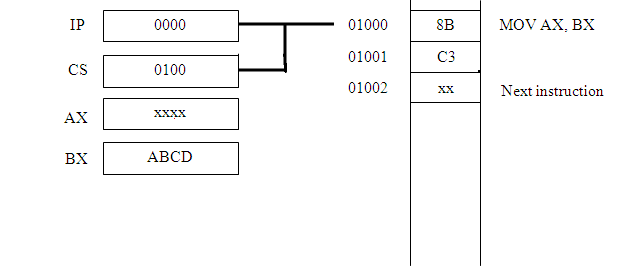 IP 0000 01000 8B MOV AX, BX
CS 0100 01001 C3
01002 xx Next instruction
AX xxxx
BX ABCD